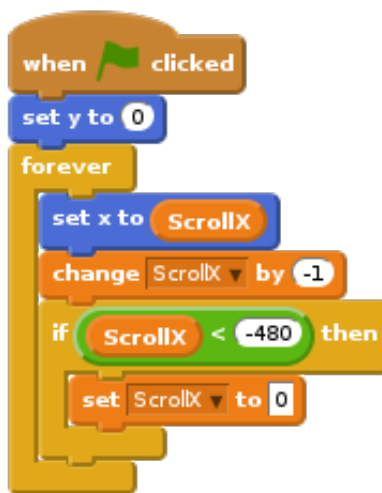 when clicked
set y to 0
forever
set x to ScrollX
change ScrollX by -1
if ScrollX < -480 then
set ScrollX to 0